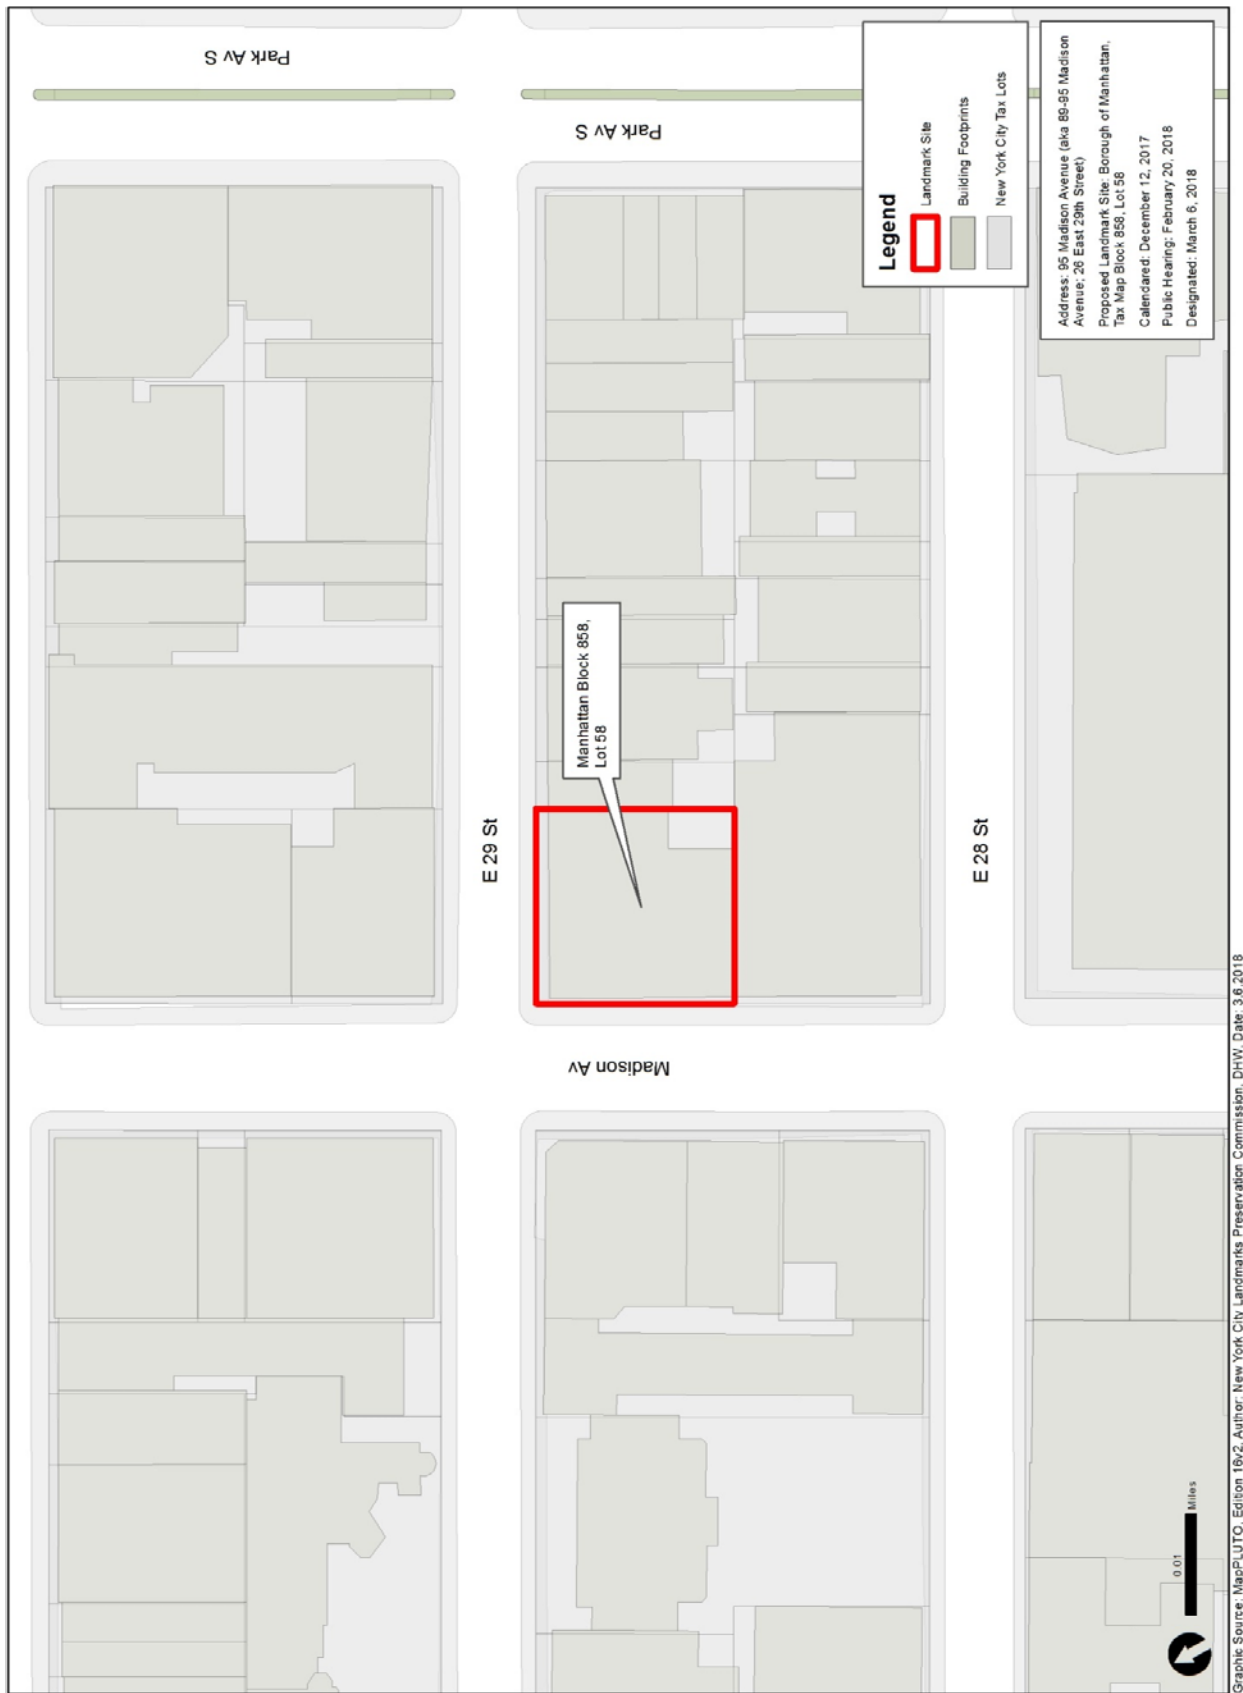 Park Av S
Park Av S
E 29 St
E 28 St
Madison Av
Manhattan Block 858,
Lot 58
Legend
Landmark Site
Building Footprints
New York City Tax Lots
Address: 95 Madison Avenue (aka 89-95 Madison
Avenue; 26 East 29th Street)
Proposed Landmark Site: Borough of Manhattan,
Tax Map Block 858, Lot 58
Calendared: December 12, 2017
Public Hearing: February 20, 2018
Designated: March 6, 2018
0.01
Miles
Graphic Source: MapPLUTO, Edition 16v2, Author: New York City Landmarks Preservation Commission, DHW, Date: 3.6.2018